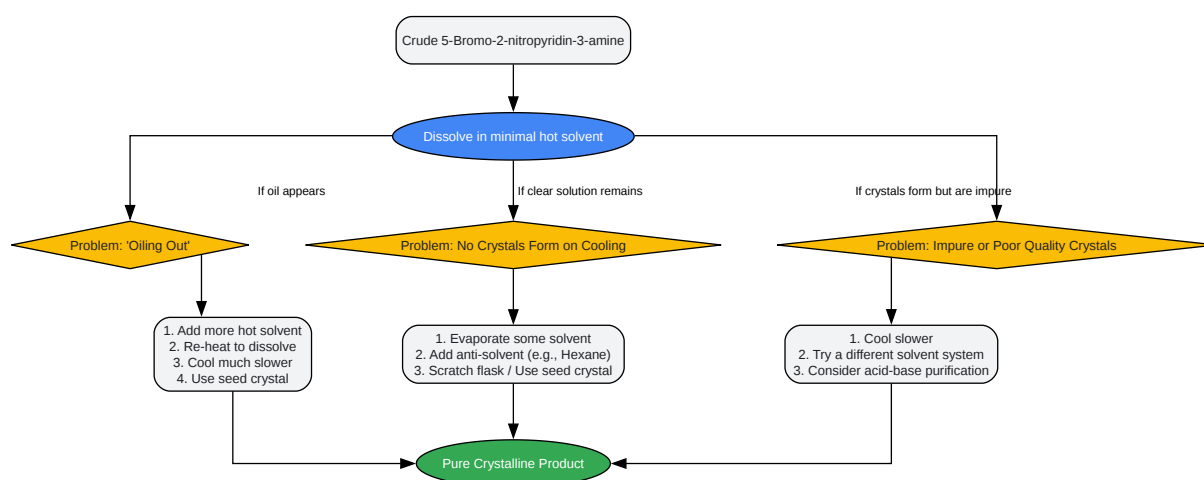 Crude 5-Bromo-2-nitropyridin-3-amine
Dissolve in minimal hot solvent
If oil appears
If clear solution remains
If crystals form but are impure
Problem: 'Oiling Out'
Problem: No Crystals Form on Cooling
Problem: Impure or Poor Quality Crystals
1. Add more hot solvent
2. Re-heat to dissolve
3. Cool much slower
4. Use seed crystal
1. Evaporate some solvent
2. Add anti-solvent (e.g., Hexane)
3. Scratch flask / Use seed crystal
1. Cool slower
2. Try a different solvent system
3. Consider acid-base purification
Pure Crystalline Product